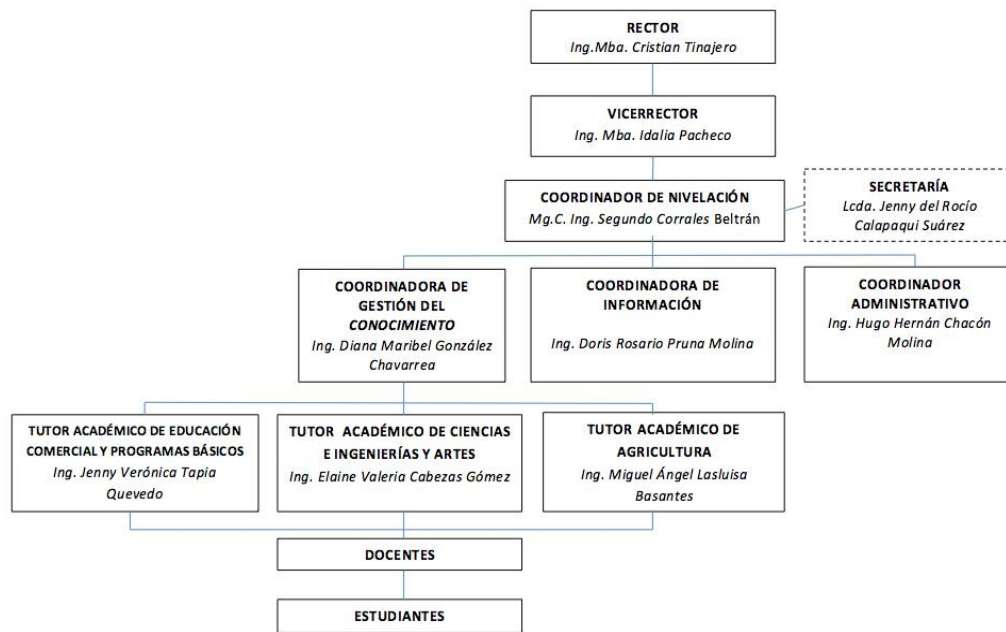 RECTOR
Ing.Mba. Cristian Tinajero
VICERRECTOR
Ing. Mba. Idalia Pacheco
COORDINADOR DE NIVELACIÓN
Mg.C. Ing. Segundo Corrales Beltrán
SECRETARÍA
Lcda. Jenny del Rocío
Calapaqui Suárez
COORDINADORA DE
GESTIÓN DEL
CONOCIMIENTO
Ing. Diana Maribel González
Chavarrea
COORDINADORA DE
INFORMACIÓN
Ing. Doris Rosario Pruna Molina
COORDINADOR
ADMINISTRATIVO
Ing. Hugo Hernán Chacón
Molina
TUTOR ACADÉMICO DE EDUCACIÓN
COMERCIAL Y PROGRAMAS BÁSICOS
Ing. Jenny Verónica Tapia
Quevedo
TUTOR ACADÉMICO DE CIENCIAS
E INGENIERÍAS Y ARTES
Ing. Elaine Valeria Cabezas Gómez
TUTOR ACADÉMICO DE
AGRICULTURA
Ing. Miguel Ángel Lasluisa
Basantes
DOCENTES
ESTUDIANTES